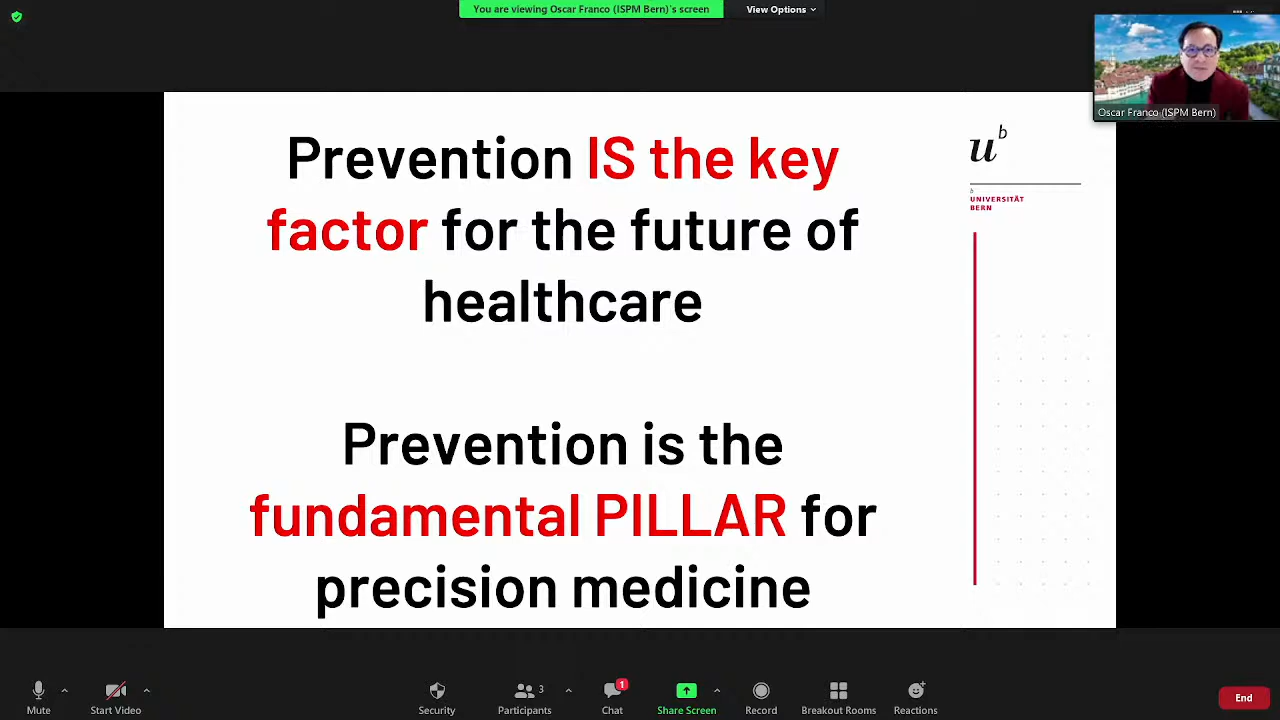 You are viewing Oscar Franco (ISPM Bern)'s screen
View Options
Oscar Franco (ISPM Bern)
Prevention IS the key
factor for the future of
healthcare
Prevention is the
fundamental PILLAR for
precision medicine
u b
b
UNIVERSITÄT
BERN
Mute
Start Video
Security
Participants
3
Chat
1
Share Screen
Record
Breakout Rooms
Reactions
End